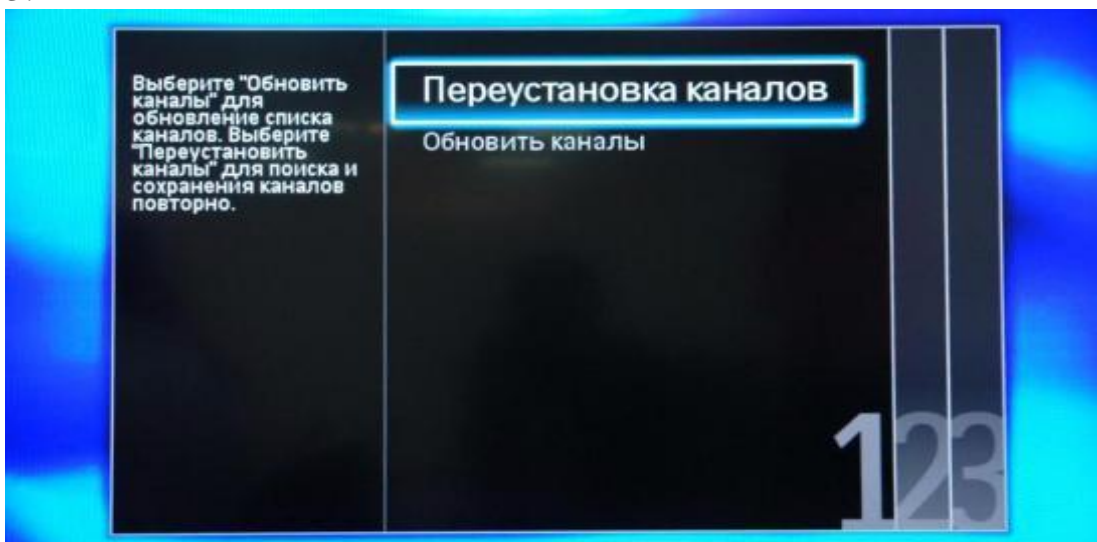 Выберите "Обновить
каналы" для
обновление списка
каналов. Выберите
"Переустановить
каналы" для поиска и
сохранения каналов
повторно.
Переустановка каналов
Обновить каналы
123